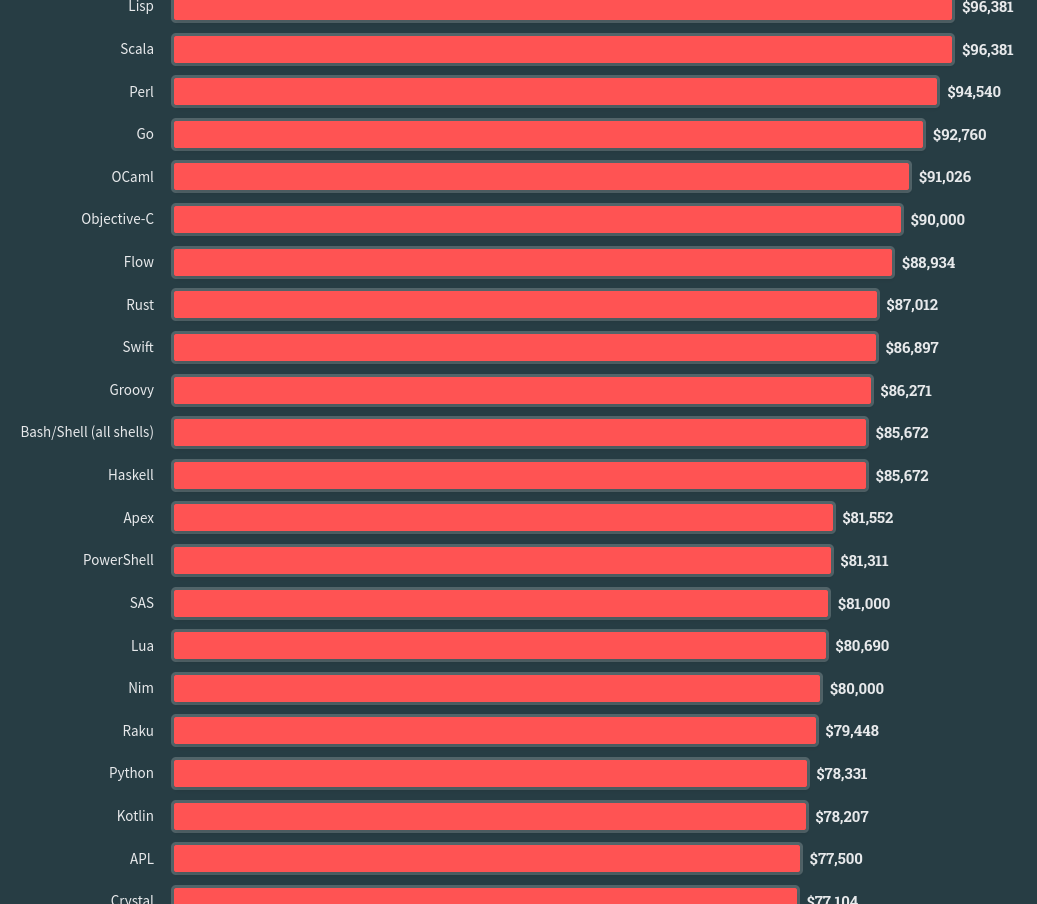 Lisp $96,381
Scala $96,381
Perl $94,540
Go $92,760
OCaml $91,026
Objective-C $90,000
Flow $88,934
Rust $87,012
Swift $86,897
Groovy $86,271
Bash/Shell (all shells) $85,672
Haskell $85,672
Apex $81,552
PowerShell $81,311
SAS $81,000
Lua $80,690
Nim $80,000
Raku $79,448
Python $78,331
Kotlin $78,207
APL $77,500
Crystal $77,104